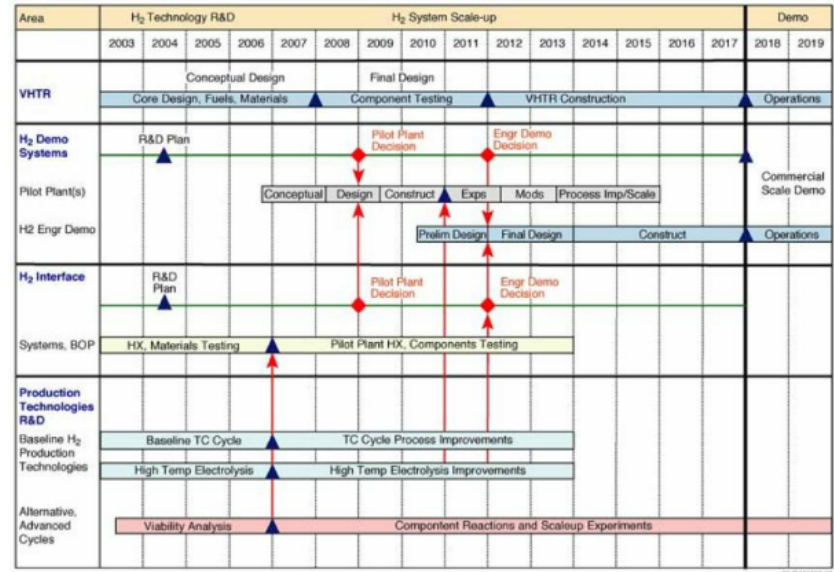 Area H₂ Technology R&D H₂ System Scale-up Demo
2003 2004 2005 2006 2007 2008 2009 2010 2011 2012 2013 2014 2015 2016 2017 2018 2019
Conceptual Design Final Design
VHTR Core Design, Fuels, Materials Component Testing VHTR Construction Operations
H₂ Demo
Systems
R&D Plan
Pilot Plant
Decision
Engr Demo
Decision
Commercial
Scale Demo
Pilot Plant(s) Conceptual Design Construct Exps Mods Process Imp/Scale
H2 Engr Demo Prelim Design Final Design Construct Operations
H₂ Interface
R&D
Plan
Pilot Plant
Decision
Engr Demo
Decision
Systems, BOP HX, Materials Testing Pilot Plant HX, Components Testing
Production
Technologies
R&D
Baseline H₂
Production
Technologies
Baseline TC Cycle TC Cycle Process Improvements
High Temp Electrolysis High Temp Electrolysis Improvements
Alternative,
Advanced
Cycles
Viability Analysis Compontent Reactions and Scaleup Experiments